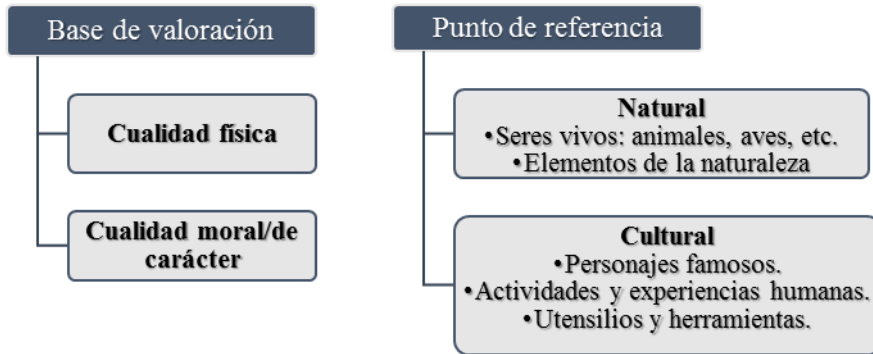 Base de valoración
Cualidad física
Cualidad moral/de
carácter
Punto de referencia
Natural
•Seres vivos: animales, aves, etc.
•Elementos de la naturaleza
Cultural
•Personajes famosos.
•Actividades y experiencias humanas.
•Utensilios y herramientas.